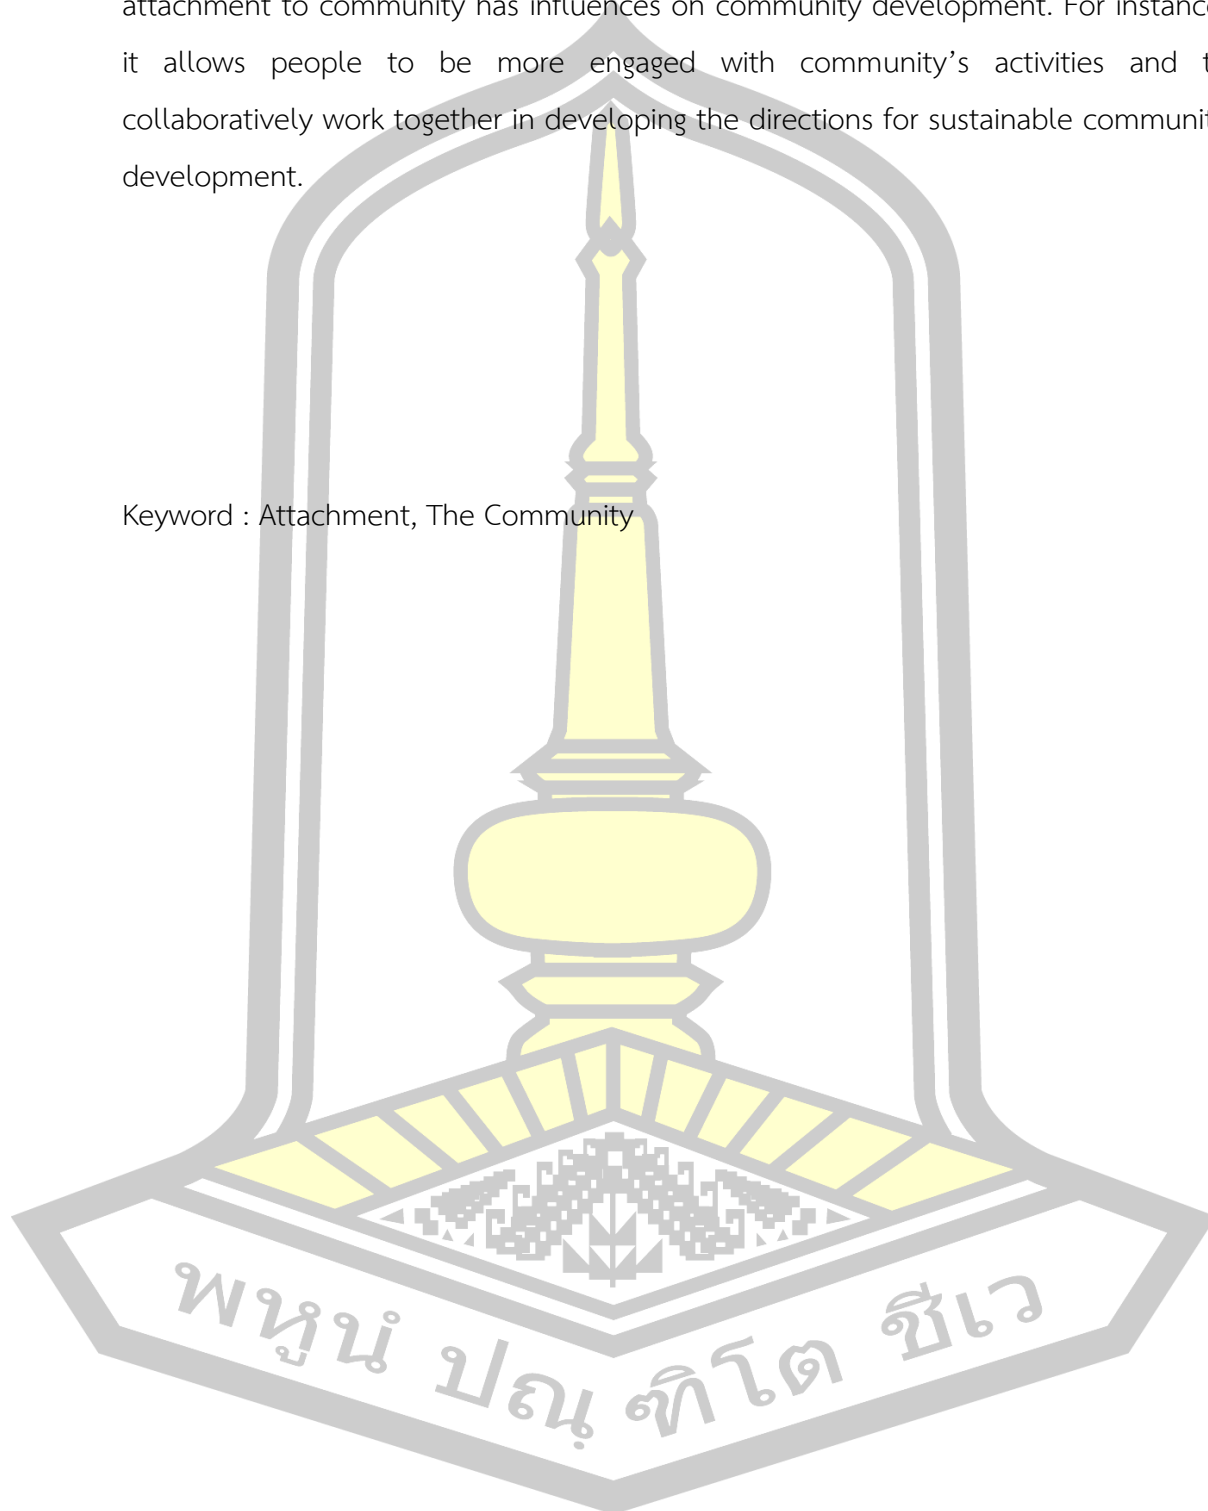 attachment to community has influences on community development. For instance,
it allows people to be more engaged with community's activities and t
collaboratively work together in developing the directions for sustainable communit
development.
Keyword : Attachment, The Community
พหูนํ ปณฺฑิโต ชีเว